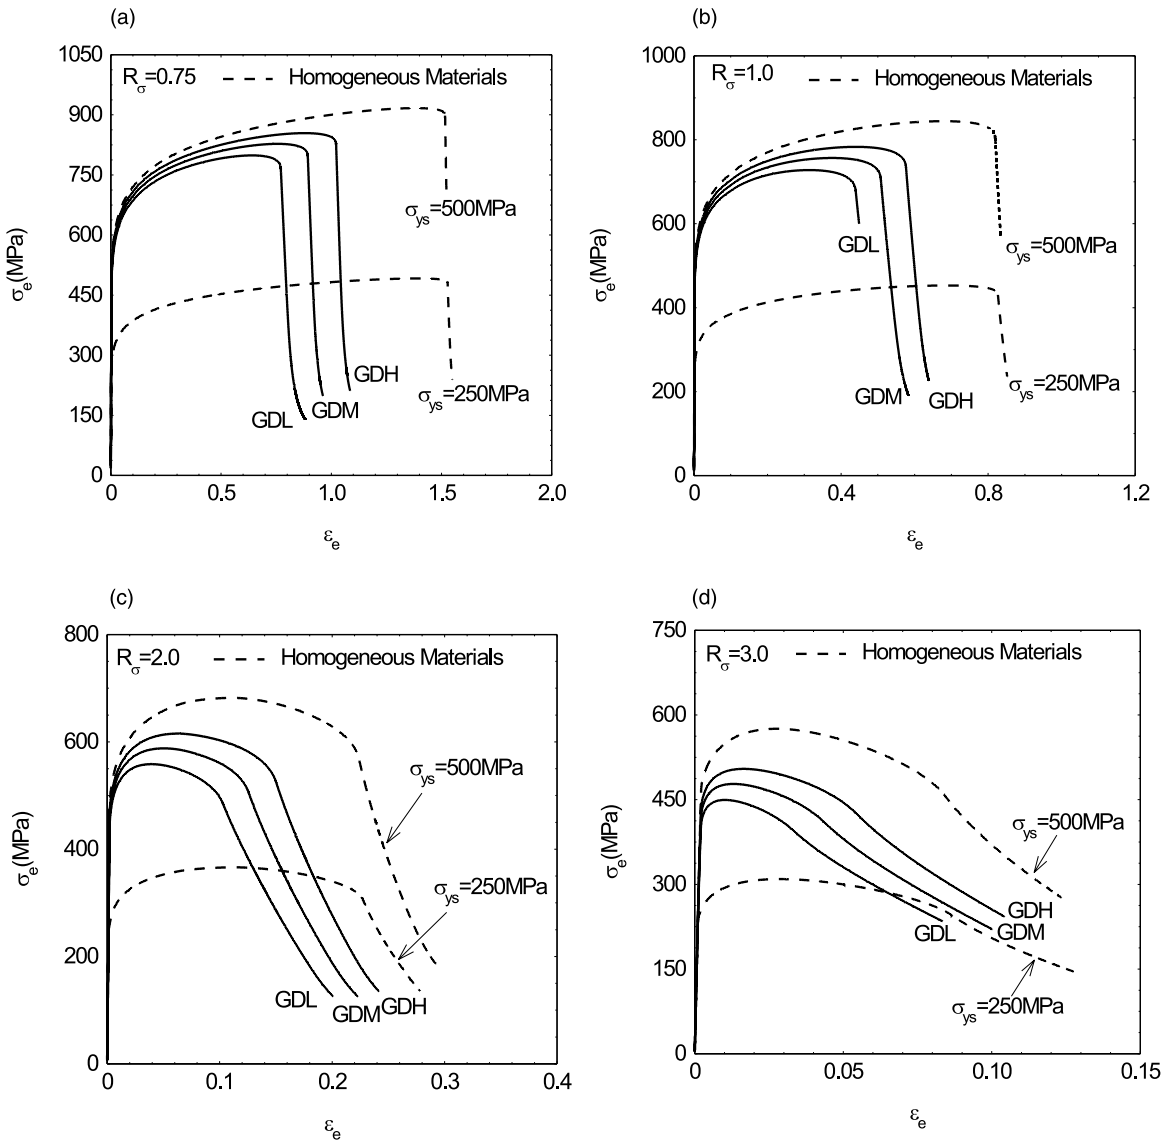 (a)
1050
900
750
600
450
300
150
0
σe(MPa)
Rσ=0.75
Homogeneous Materials
σys=500MPa
GDH
GDM
GDL
σys=250MPa
0 0.5 1.0 1.5 2.0
εe
(b)
1000
800
600
400
200
0
σe(MPa)
Rσ=1.0
Homogeneous Materials
GDL
σys=500MPa
GDM
GDH
σys=250MPa
0 0.4 0.8 1.2
εe
(c)
800
600
400
200
0
σe(MPa)
Rσ=2.0
Homogeneous Materials
σys=500MPa
σys=250MPa
GDL
GDM
GDH
0 0.1 0.2 0.3 0.4
εe
(d)
750
600
450
300
150
0
σe(MPa)
Rσ=3.0
Homogeneous Materials
σys=500MPa
GDH
GDM
GDL
σys=250MPa
0 0.05 0.10 0.15
εe